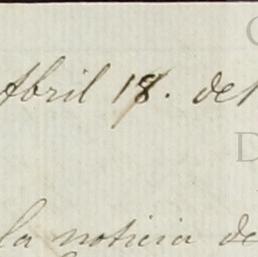 Abril 18. de
la noticia de